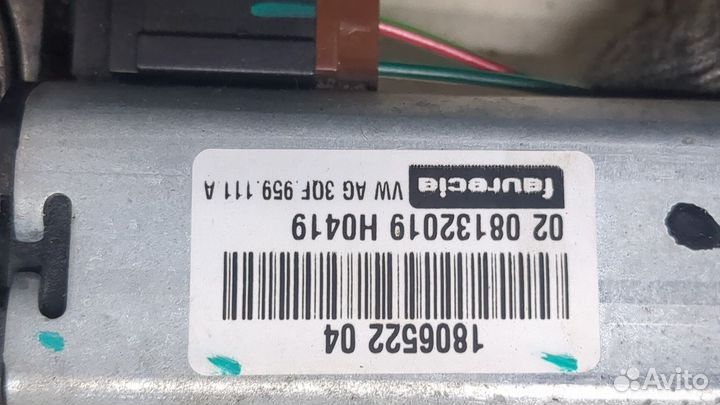 1806522 04
02 08132019 H0419
faurecia VW AG 3QF.959.111.A
Avito